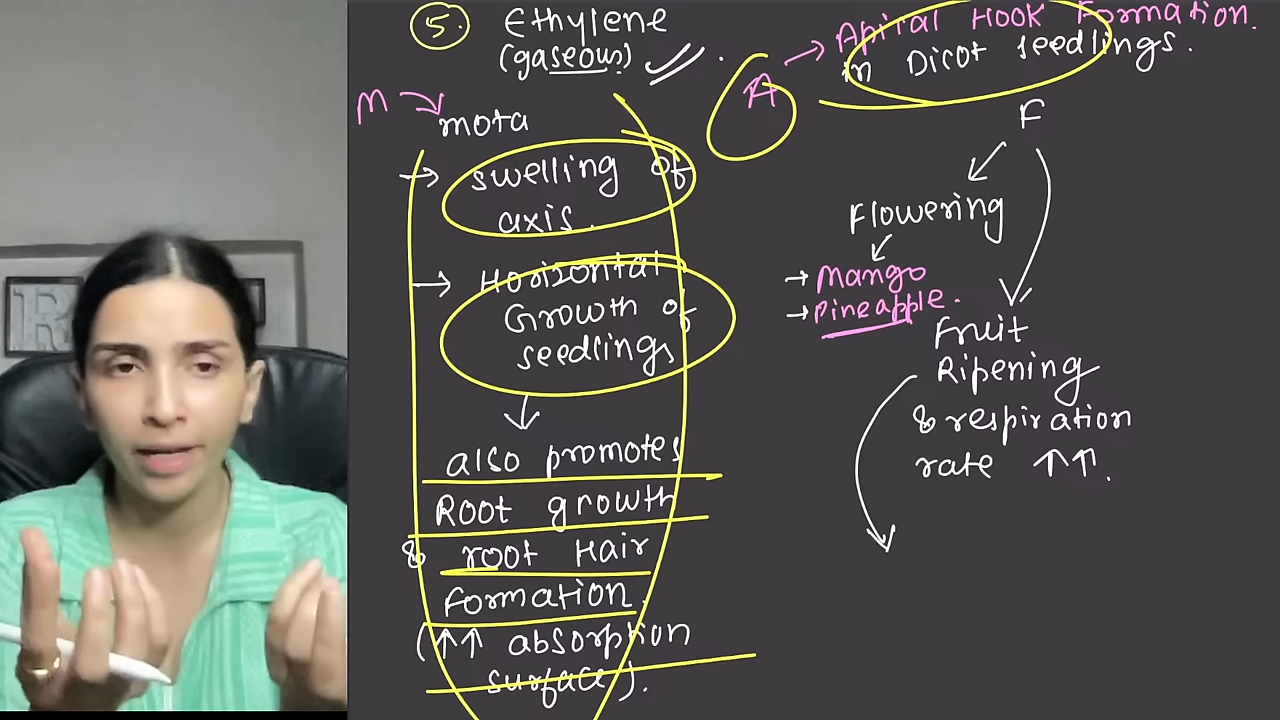 5. Ethylene
(gaseous)
M → mota
→ swelling of
axis.
→ Horizontal
Growth of
seedlings
↓
also promotes
Root growth
& root Hair
Formation.
(↑↑ absorption
surface).
A → Apical Hook Formation.
in Dicot seedlings.
F
Flowering
→ Mango
→ Pineapple.
Fruit
Ripening
& respiration
rate ↑↑.
R